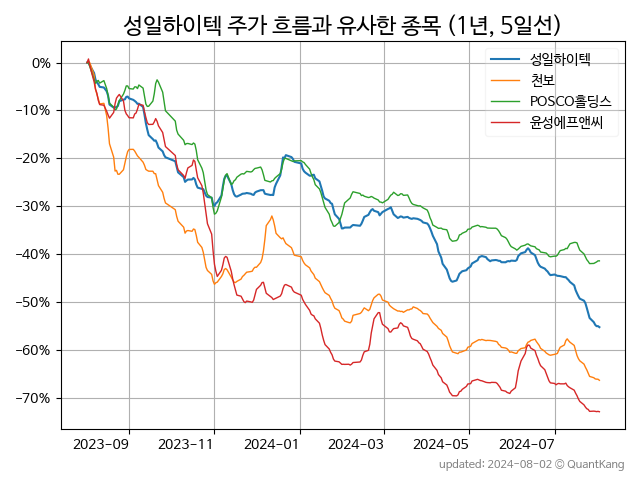 성일하이텍 주가 흐름과 유사한 종목 (1년, 5일선)
성일하이텍
천보
POSCO홀딩스
윤성에프앤씨
0%
−10%
−20%
−30%
−40%
−50%
−60%
−70%
2023-09
2023-11
2024-01
2024-03
2024-05
2024-07
updated: 2024-08-02 © QuantKang